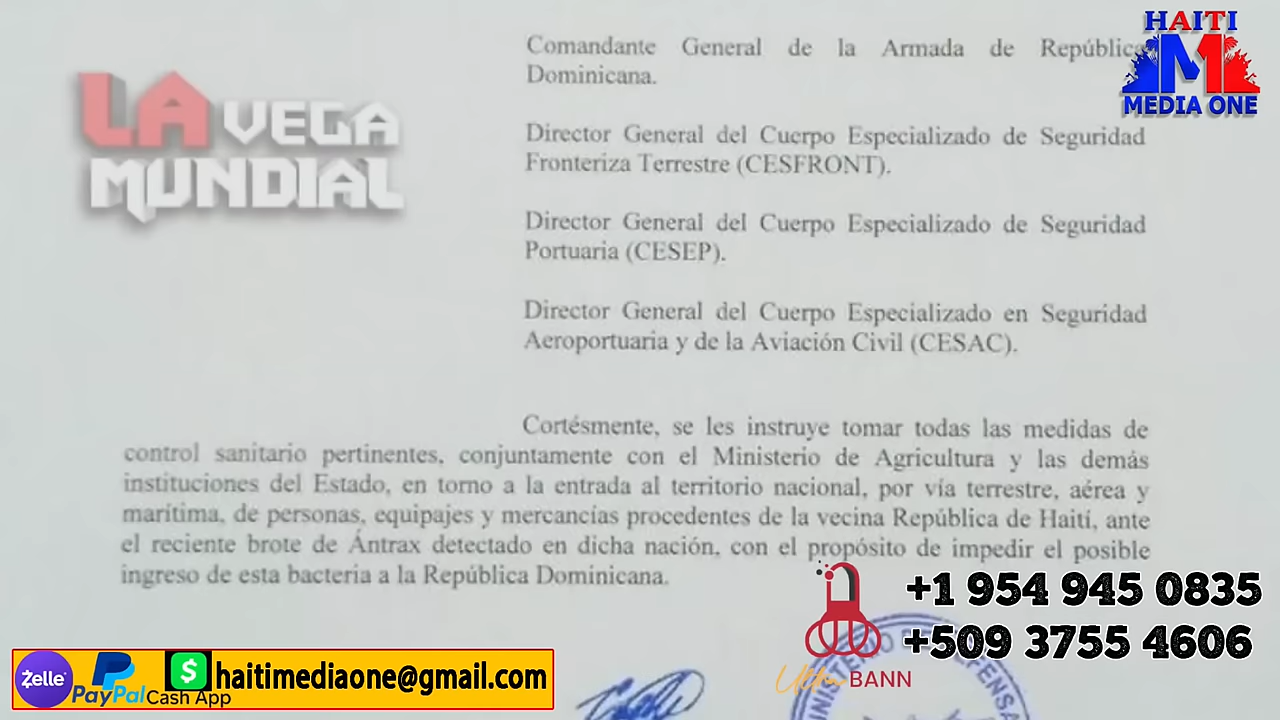 Comandante General de la Armada de República
Dominicana.
HAITI
M
MEDIA ONE
LA VEGA
MUNDIAL
Director General del Cuerpo Especializado de Seguridad
Fronteriza Terrestre (CESFRONT).
Director General del Cuerpo Especializado de Seguridad
Portuaria (CESEP).
Director General del Cuerpo Especializado en Seguridad
Aeroportuaria y de la Aviación Civil (CESAC).
Cortésmente, se les instruye tomar todas las medidas de
control sanitario pertinentes, conjuntamente con el Ministerio de Agricultura y las demás
instituciones del Estado, en torno a la entrada al territorio nacional, por vía terrestre, aérea y
marítima, de personas, equipajes y mercancías procedentes de la vecina República de Haití, ante
el reciente brote de Ántrax detectado en dicha nación, con el propósito de impedir el posible
ingreso de esta bacteria a la República Dominicana.
+1 954 945 0835
+509 3755 4606
BANN
Zelle
PayPal
$
Cash App
haitimediaone@gmail.com